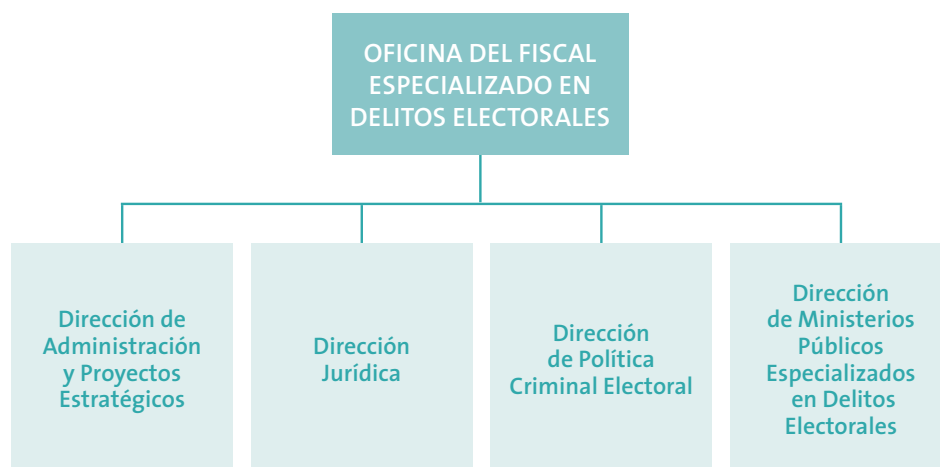 OFICINA DEL FISCAL
ESPECIALIZADO EN
DELITOS ELECTORALES
Dirección de
Administración
y Proyectos
Estratégicos
Dirección
Jurídica
Dirección
de Política
Criminal Electoral
Dirección
de Ministerios
Públicos
Especializados
en Delitos
Electorales